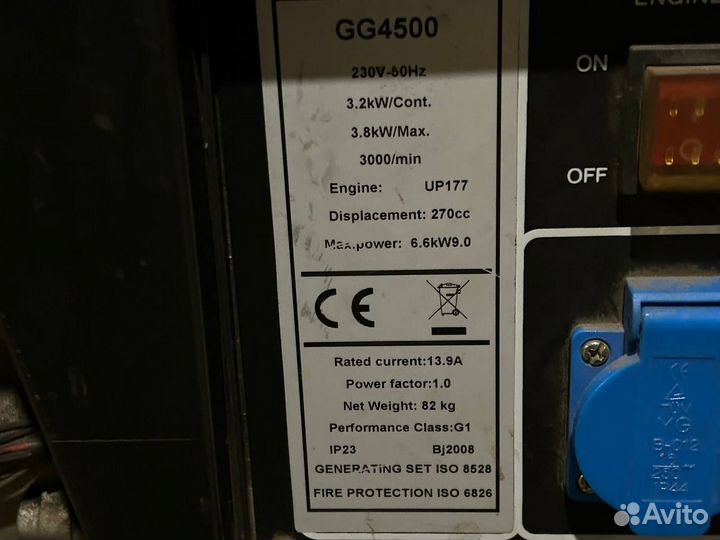 ENGINE
GG4500
230V-50Hz
3.2kW/Cont.
3.8kW/Max.
3000/min
Engine: UP177
Displacement: 270cc
Max.power: 6.6kW9.0
CE
Rated current:13.9A
Power factor:1.0
Net Weight: 82 kg
Performance Class:G1
IP23 Bj2008
GENERATING SET ISO 8528
FIRE PROTECTION ISO 6826
ON
OFF
IP44
Avito